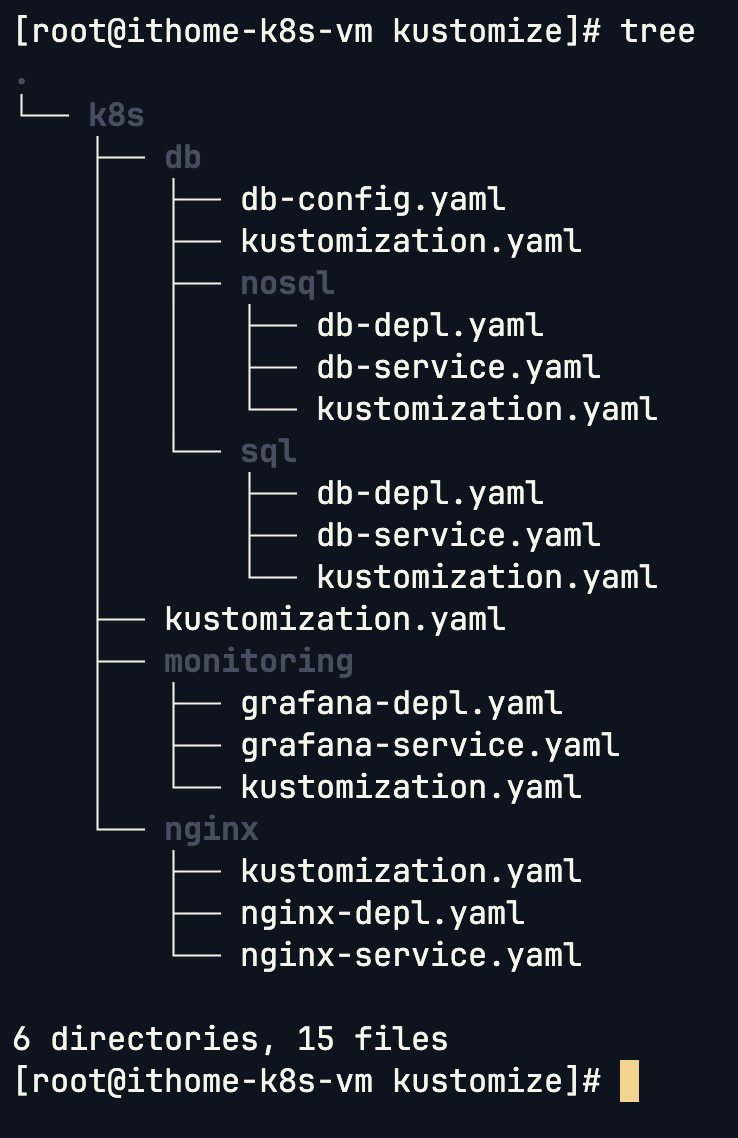 [root@ithome-k8s-vm kustomize]# tree
.
└── k8s
    ├── db
    │   ├── db-config.yaml
    │   ├── kustomization.yaml
    │   ├── nosql
    │   │   ├── db-depl.yaml
    │   │   ├── db-service.yaml
    │   │   └── kustomization.yaml
    │   └── sql
    │       ├── db-depl.yaml
    │       ├── db-service.yaml
    │       └── kustomization.yaml
    ├── kustomization.yaml
    ├── monitoring
    │   ├── grafana-depl.yaml
    │   ├── grafana-service.yaml
    │   └── kustomization.yaml
    └── nginx
        ├── kustomization.yaml
        ├── nginx-depl.yaml
        └── nginx-service.yaml

6 directories, 15 files
[root@ithome-k8s-vm kustomize]#